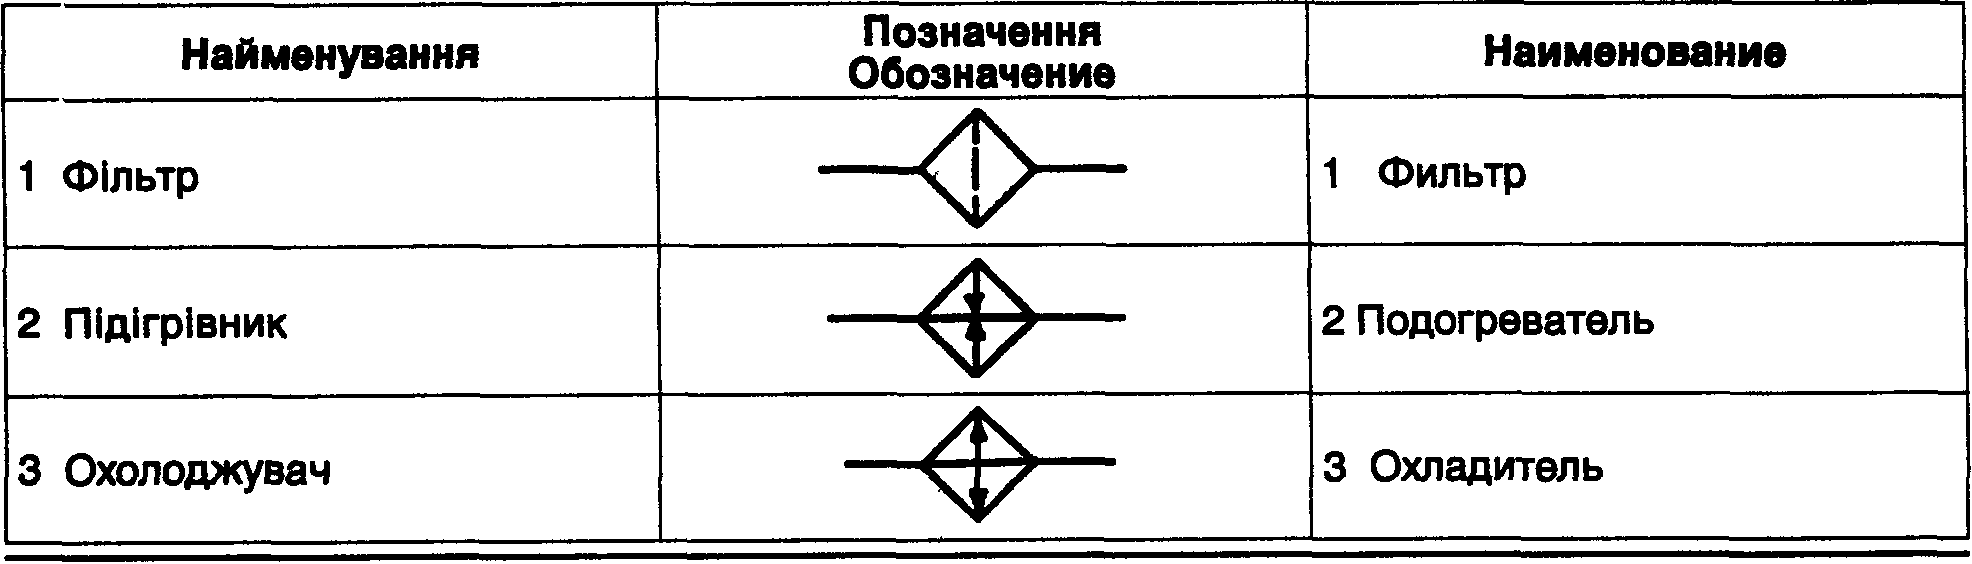 Найменування
Позначення
Обозначение
Наименование
1 Фільтр
1 Фильтр
2 Підігрівник
2 Подогреватель
3 Охолоджувач
3 Охладитель